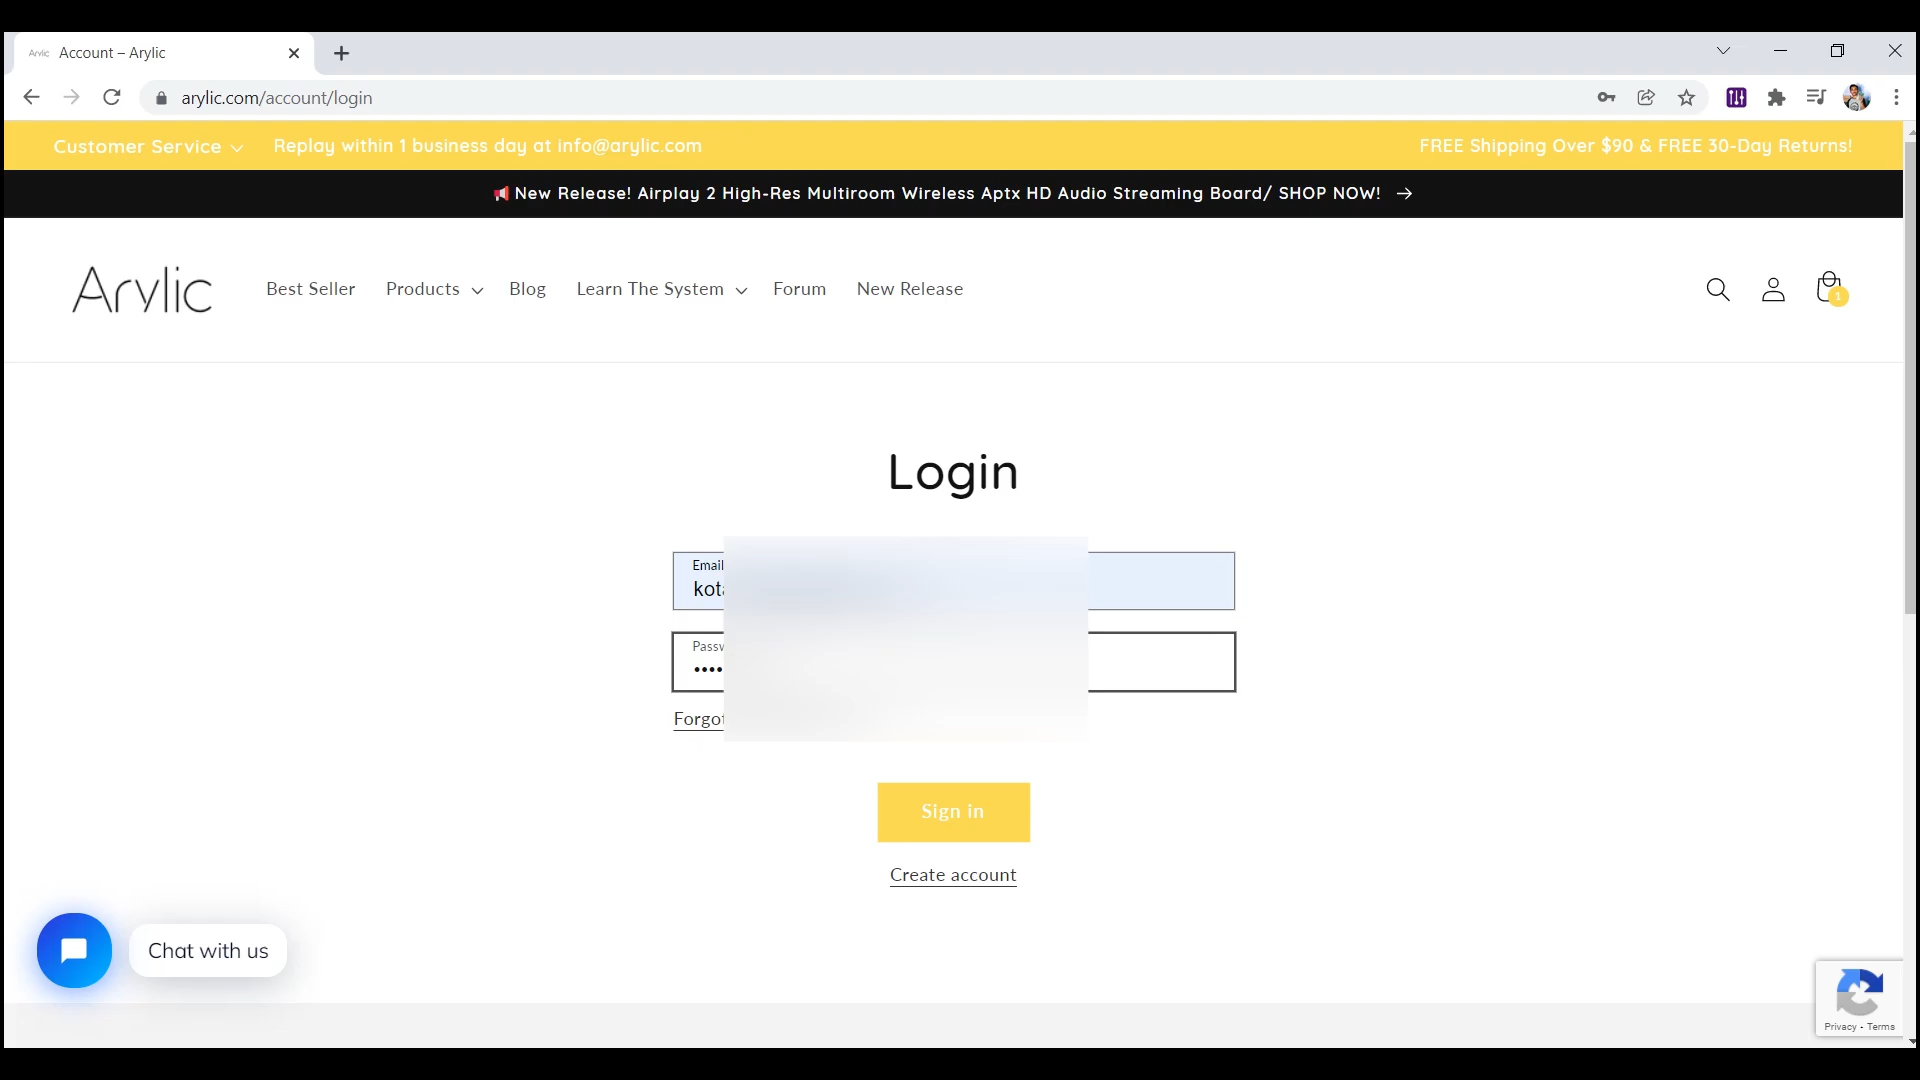 Arylic Account – Arylic
arylic.com/account/login
Customer Service Replay within 1 business day at info@arylic.com FREE Shipping Over $90 & FREE 30-Day Returns!
New Release! Airplay 2 High-Res Multiroom Wireless Aptx HD Audio Streaming Board/ SHOP NOW! →
Arylic Best Seller Products Blog Learn The System Forum New Release 1
Login
Email
••••
Sign in
Create account
Chat with us
Privacy - Terms